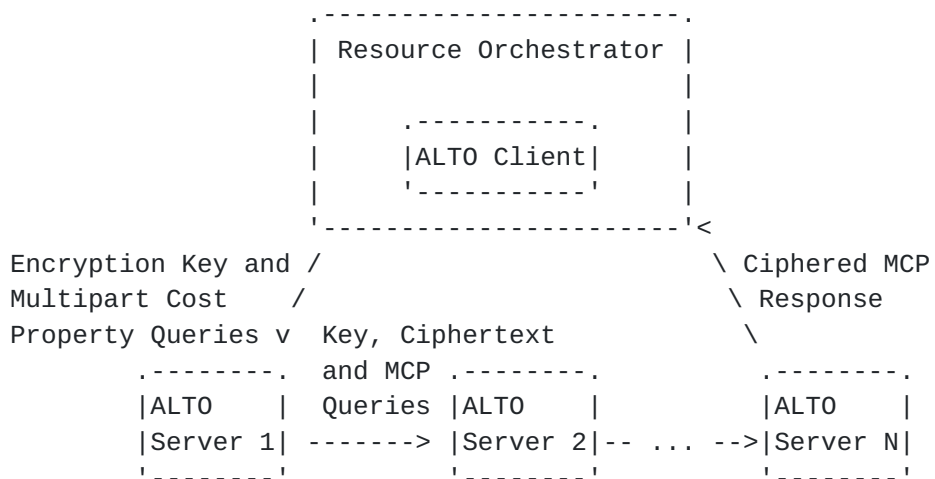 Resource Orchestrator
ALTO Client
Encryption Key and
Multipart Cost
Property Queries
Ciphered MCP
Response
Key, Ciphertext
and MCP
Queries
ALTO
Server 1
ALTO
Server 2
...
ALTO
Server N